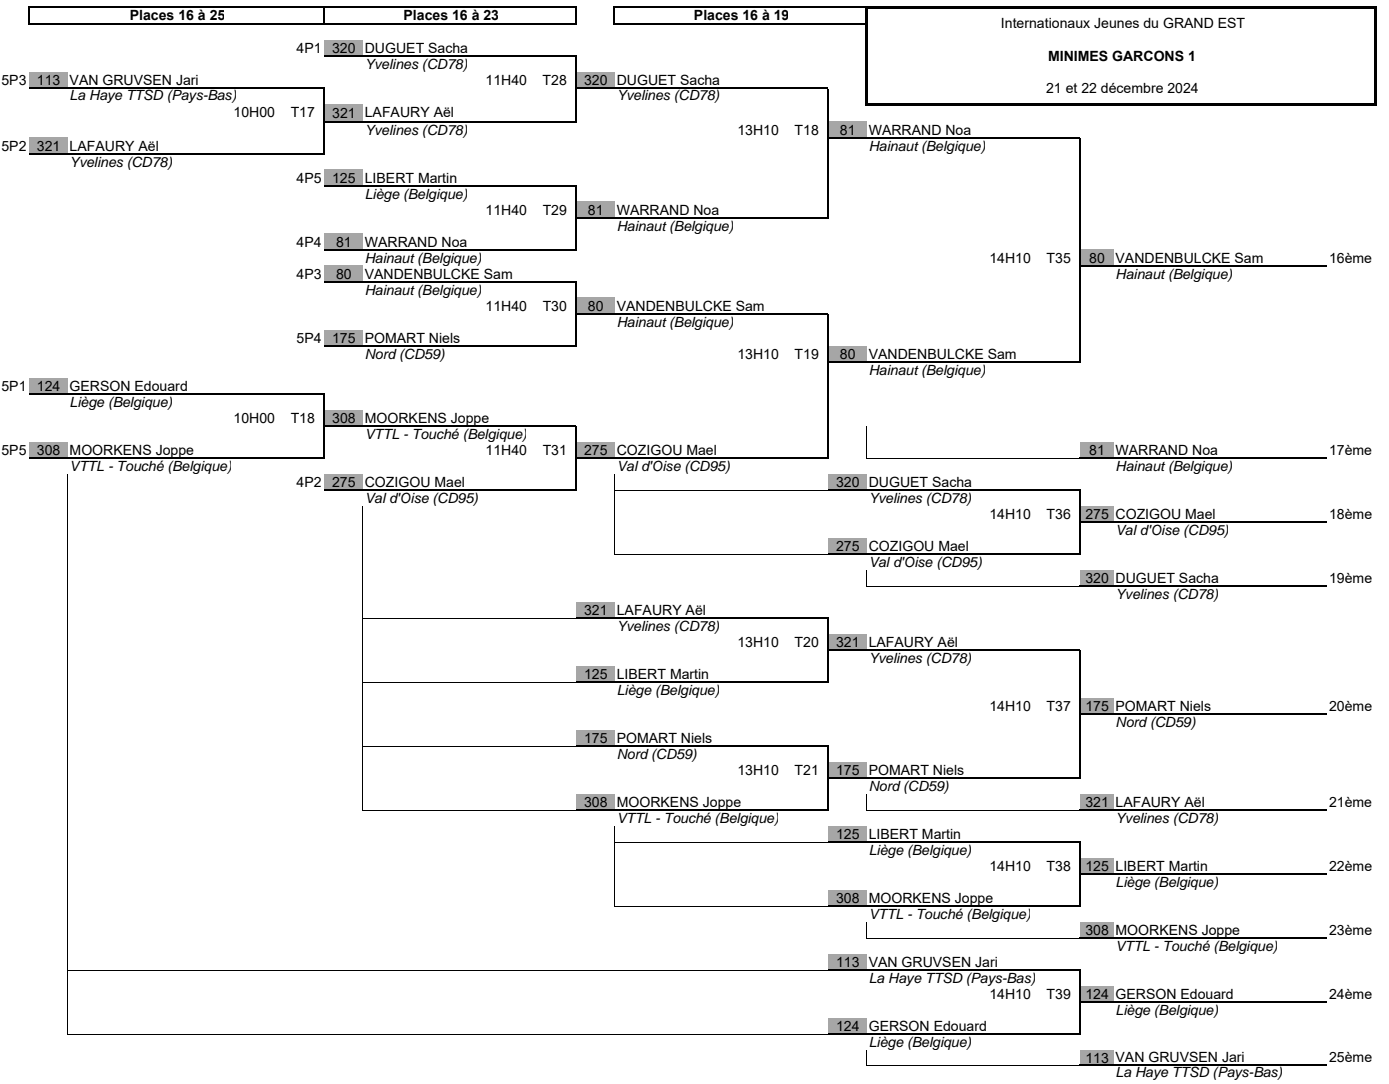 Places 16 à 25
Places 16 à 23
Places 16 à 19
Internationaux Jeunes du GRAND EST
MINIMES GARCONS 1
21 et 22 décembre 2024
4P1 320 DUGUET Sacha
Yvelines (CD78)
5P3 113 VAN GRUVSEN Jari
La Haye TTSD (Pays-Bas)
11H40 T28 320 DUGUET Sacha
Yvelines (CD78)
10H00 T17 321 LAFAURY Aël
Yvelines (CD78)
13H10 T18 81 WARRAND Noa
Hainaut (Belgique)
5P2 321 LAFAURY Aël
Yvelines (CD78)
4P5 125 LIBERT Martin
Liège (Belgique)
11H40 T29 81 WARRAND Noa
Hainaut (Belgique)
4P4 81 WARRAND Noa
Hainaut (Belgique)
14H10 T35 80 VANDENBULCKE Sam 16ème
Hainaut (Belgique)
4P3 80 VANDENBULCKE Sam
Hainaut (Belgique)
11H40 T30 80 VANDENBULCKE Sam
Hainaut (Belgique)
5P4 175 POMART Niels
Nord (CD59)
13H10 T19 80 VANDENBULCKE Sam
Hainaut (Belgique)
5P1 124 GERSON Edouard
Liège (Belgique)
10H00 T18 308 MOORKENS Joppe
VTTL - Touché (Belgique)
5P5 308 MOORKENS Joppe
VTTL - Touché (Belgique)
11H40 T31 275 COZIGOU Mael
Val d'Oise (CD95)
81 WARRAND Noa 17ème
Hainaut (Belgique)
4P2 275 COZIGOU Mael
Val d'Oise (CD95)
320 DUGUET Sacha
Yvelines (CD78)
14H10 T36 275 COZIGOU Mael 18ème
Val d'Oise (CD95)
275 COZIGOU Mael
Val d'Oise (CD95)
320 DUGUET Sacha 19ème
Yvelines (CD78)
321 LAFAURY Aël
Yvelines (CD78)
13H10 T20 321 LAFAURY Aël
Yvelines (CD78)
125 LIBERT Martin
Liège (Belgique)
14H10 T37 175 POMART Niels 20ème
Nord (CD59)
175 POMART Niels
Nord (CD59)
13H10 T21 175 POMART Niels
Nord (CD59)
308 MOORKENS Joppe
VTTL - Touché (Belgique)
321 LAFAURY Aël 21ème
Yvelines (CD78)
125 LIBERT Martin
Liège (Belgique)
14H10 T38 125 LIBERT Martin 22ème
Liège (Belgique)
308 MOORKENS Joppe
VTTL - Touché (Belgique)
308 MOORKENS Joppe 23ème
VTTL - Touché (Belgique)
113 VAN GRUVSEN Jari
La Haye TTSD (Pays-Bas)
14H10 T39 124 GERSON Edouard 24ème
Liège (Belgique)
124 GERSON Edouard
Liège (Belgique)
113 VAN GRUVSEN Jari 25ème
La Haye TTSD (Pays-Bas)